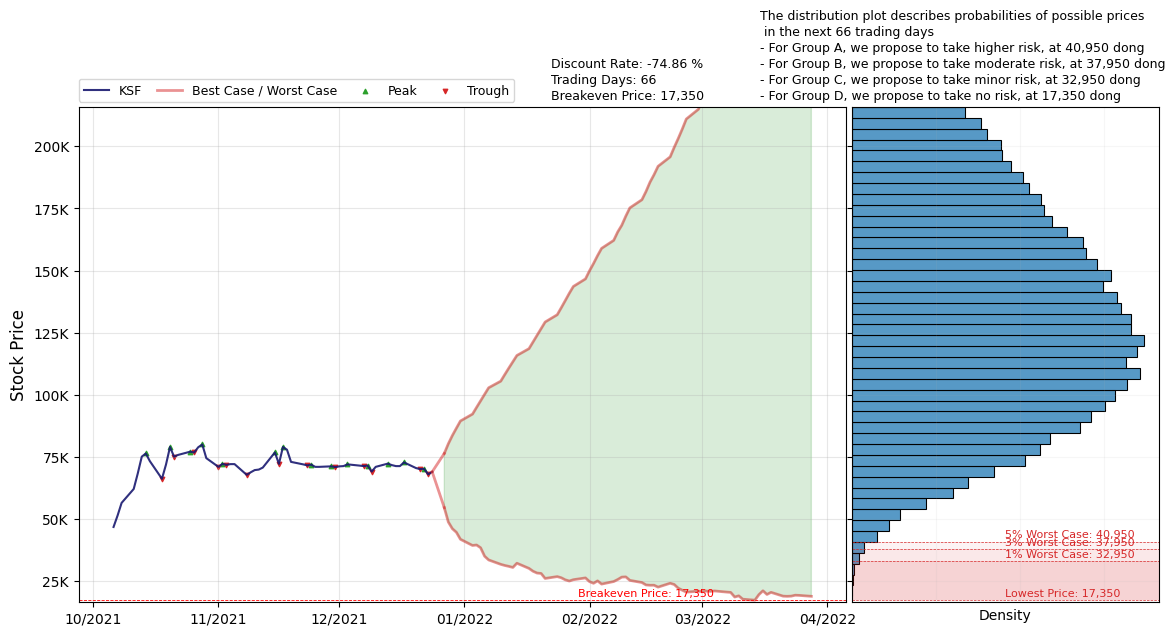 The distribution plot describes probabilities of possible prices
in the next 66 trading days
- For Group A, we propose to take higher risk, at 40,950 dong
- For Group B, we propose to take moderate risk, at 37,950 dong
- For Group C, we propose to take minor risk, at 32,950 dong
- For Group D, we propose to take no risk, at 17,350 dong
Discount Rate: -74.86 %
Trading Days: 66
Breakeven Price: 17,350
KSF Best Case / Worst Case Peak Trough
Stock Price
200K
175K
150K
125K
100K
75K
50K
25K
Breakeven Price: 17,350
10/2021 11/2021 12/2021 01/2022 02/2022 03/2022 04/2022
5% Worst Case: 40,950
3% Worst Case: 37,950
1% Worst Case: 32,950
Lowest Price: 17,350
Density